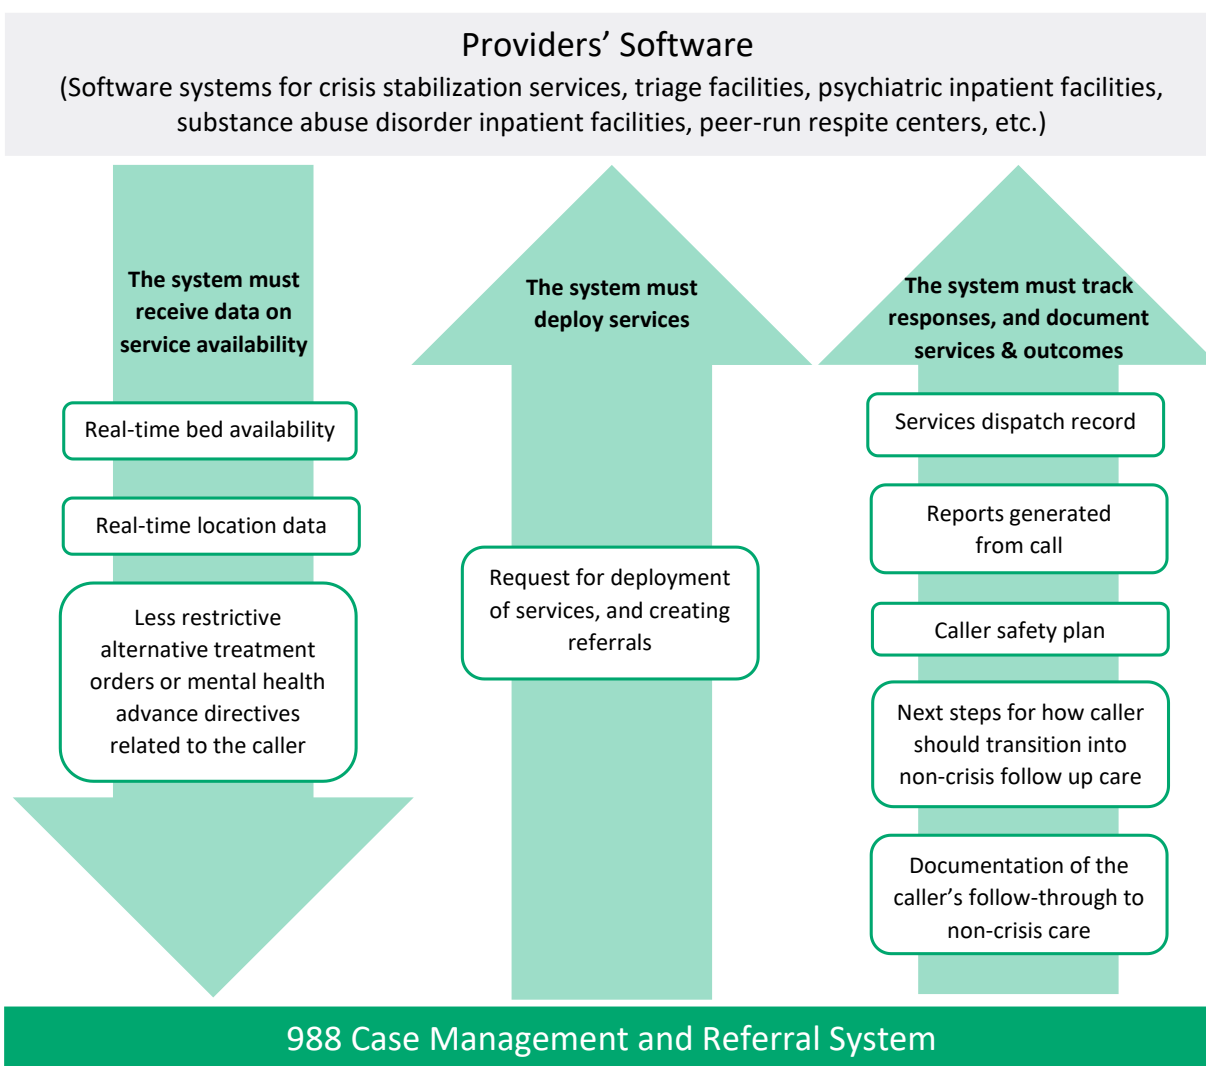 Providers’ Software
(Software systems for crisis stabilization services, triage facilities, psychiatric inpatient facilities,
substance abuse disorder inpatient facilities, peer-run respite centers, etc.)
The system must
receive data on
service availability
Real-time bed availability
Real-time location data
Less restrictive
alternative treatment
orders or mental health
advance directives
related to the caller
The system must
deploy services
Request for deployment
of services, and creating
referrals
The system must track
responses, and document
services & outcomes
Services dispatch record
Reports generated
from call
Caller safety plan
Next steps for how caller
should transition into
non-crisis follow up care
Documentation of the
caller’s follow-through to
non-crisis care
988 Case Management and Referral System